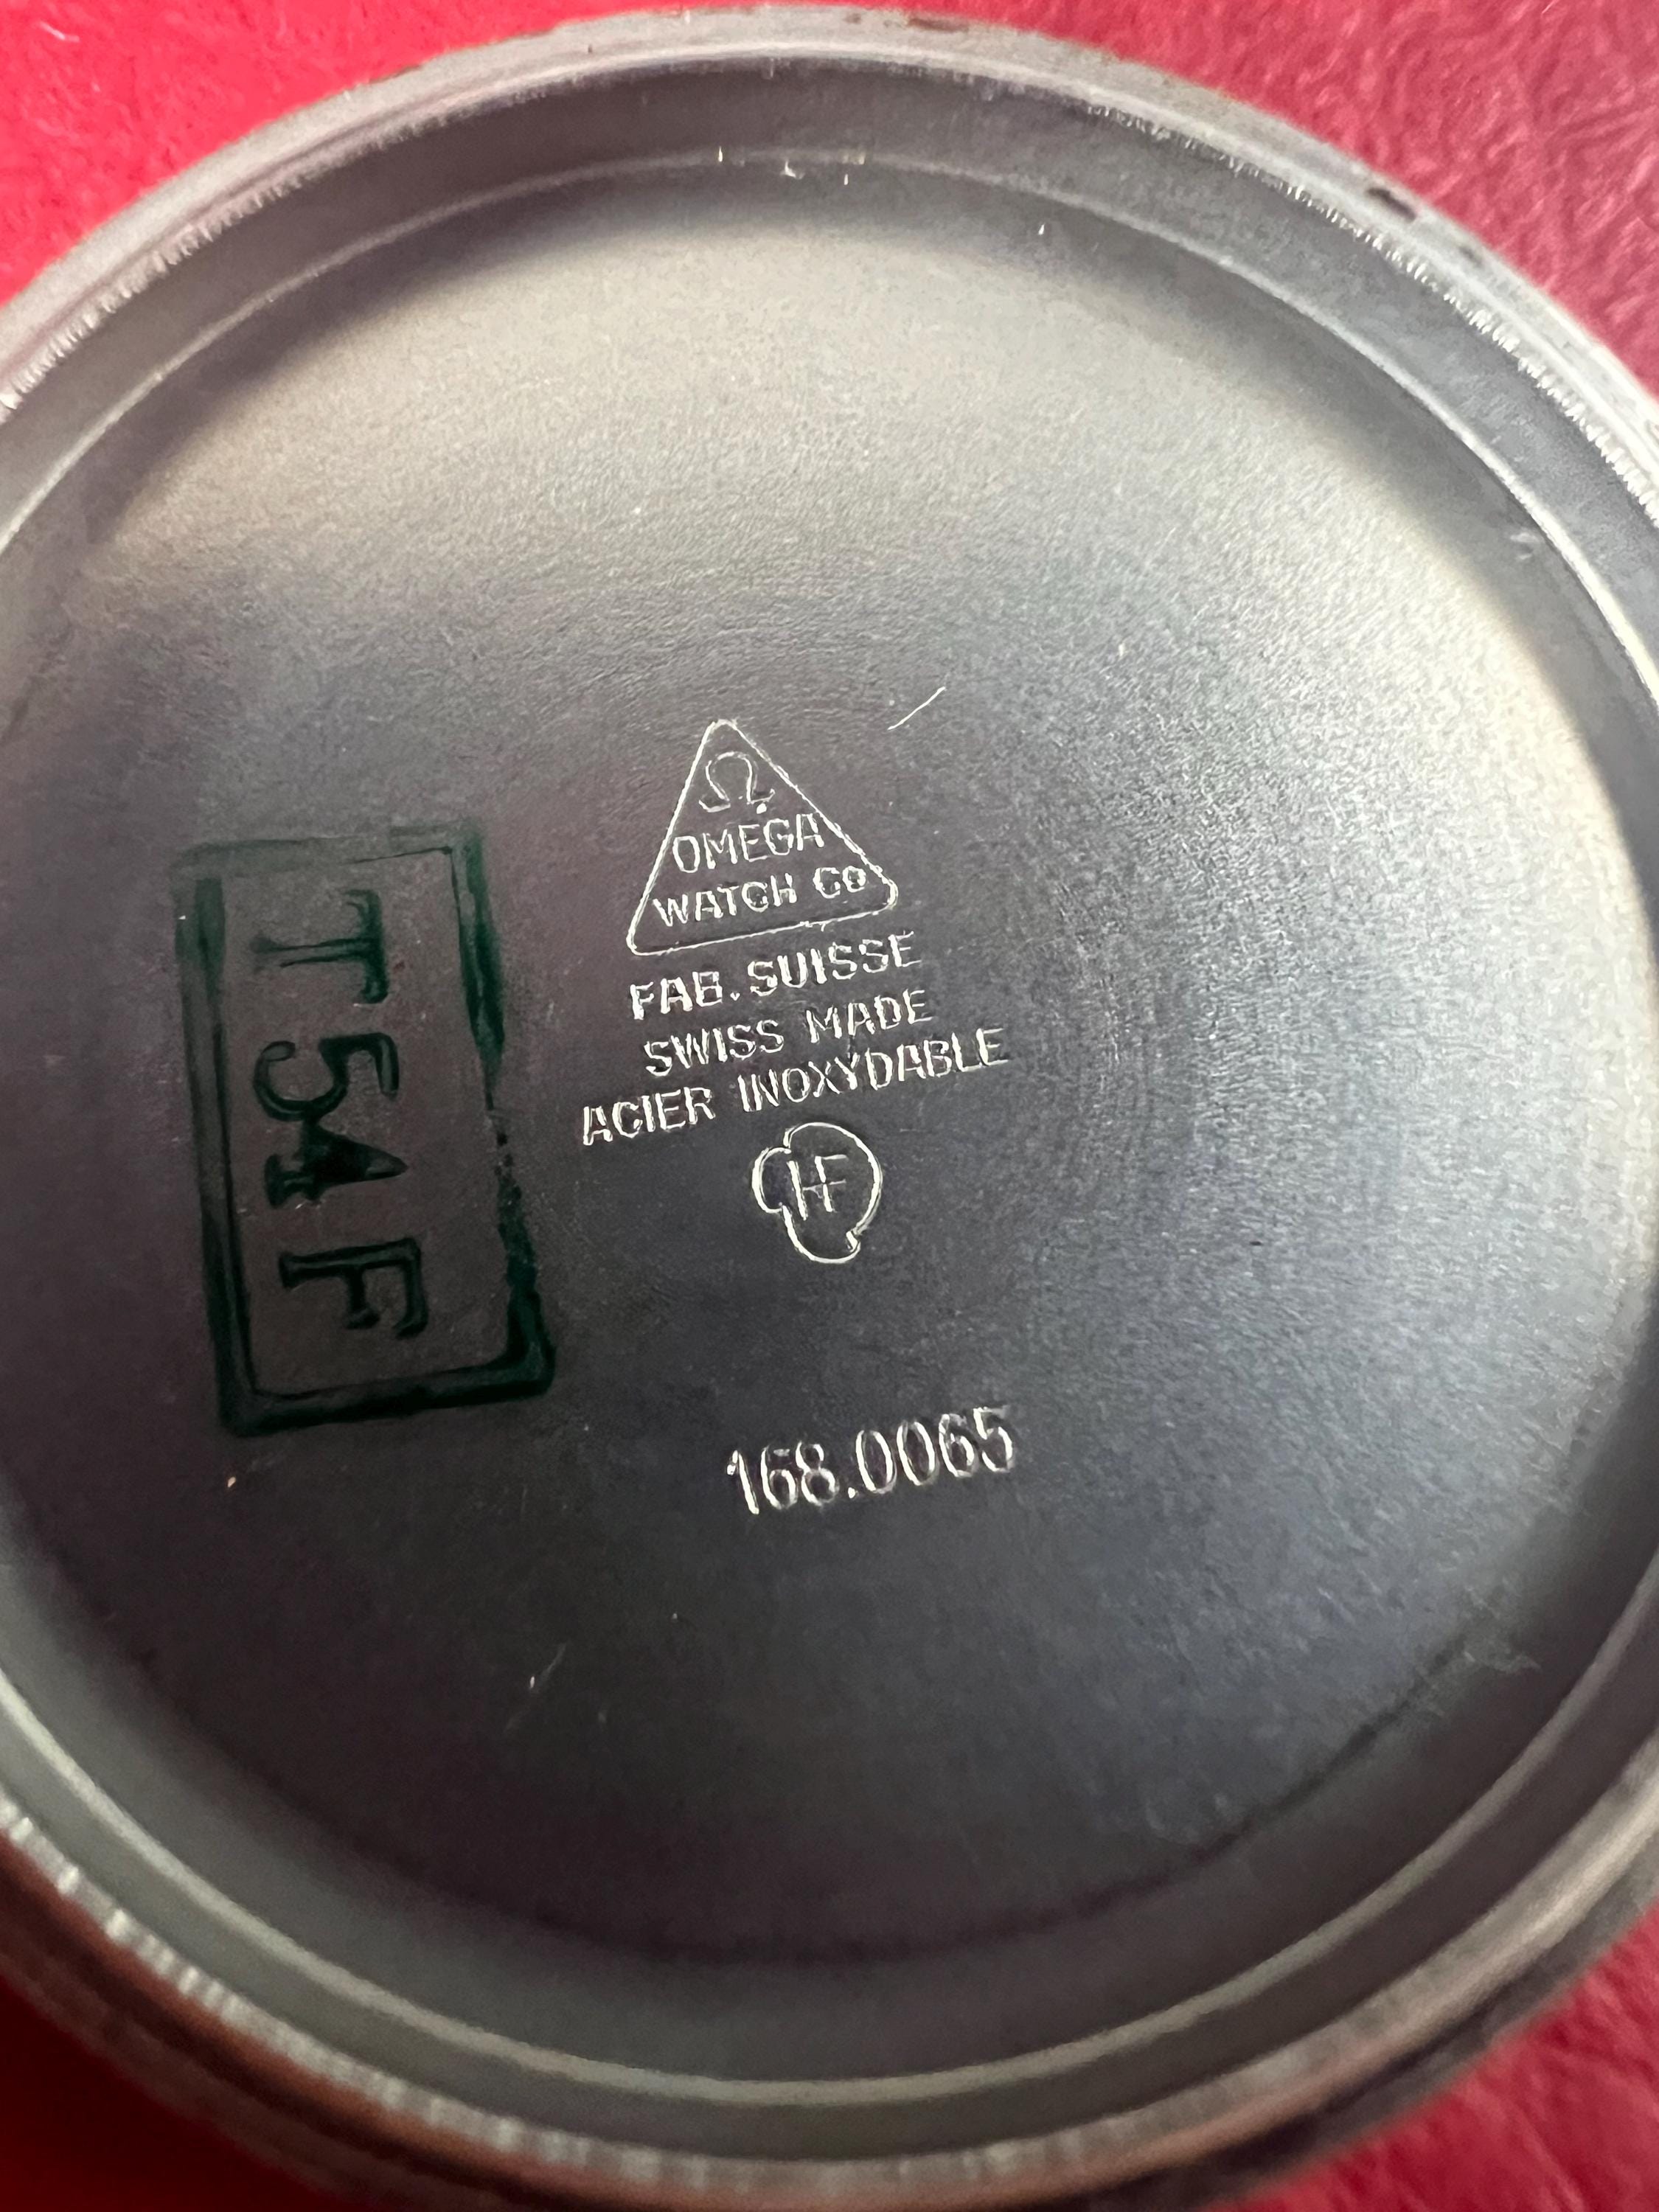 Ω
OMEGA
WATCH Co
FAB. SUISSE
SWISS MADE
ACIER INOXYDABLE
HF
168.0065
T54F